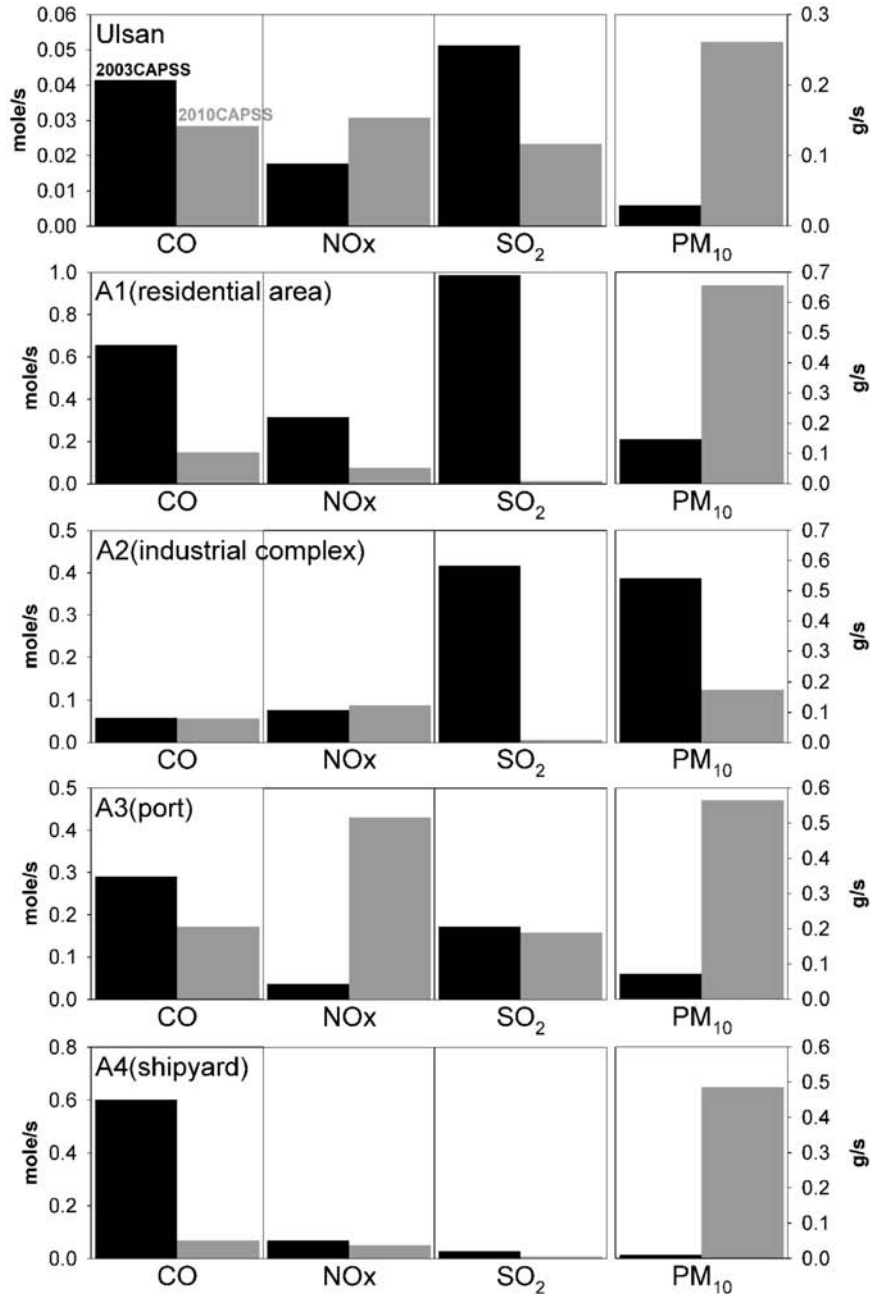 Ulsan
2003CAPSS
2010CAPSS
mole/s
0.06
0.05
0.04
0.03
0.02
0.01
0.00
g/s
0.3
0.2
0.1
0.0
CO NOx SO₂ PM₁₀
A1(residential area)
mole/s
1.0
0.8
0.6
0.4
0.2
0.0
g/s
0.7
0.6
0.5
0.4
0.3
0.2
0.1
0.0
CO NOx SO₂ PM₁₀
A2(industrial complex)
mole/s
0.5
0.4
0.3
0.2
0.1
0.0
g/s
0.7
0.6
0.5
0.4
0.3
0.2
0.1
0.0
CO NOx SO₂ PM₁₀
A3(port)
mole/s
0.5
0.4
0.3
0.2
0.1
0.0
g/s
0.6
0.5
0.4
0.3
0.2
0.1
0.0
CO NOx SO₂ PM₁₀
A4(shipyard)
mole/s
0.8
0.6
0.4
0.2
0.0
g/s
0.6
0.5
0.4
0.3
0.2
0.1
0.0
CO NOx SO₂ PM₁₀